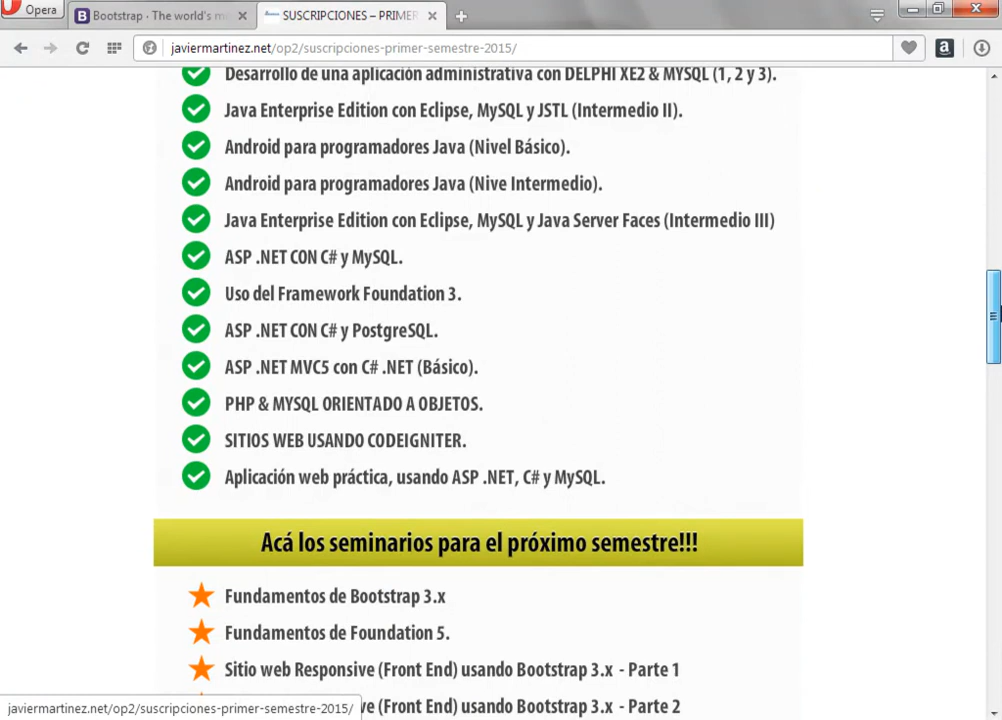 Opera
Bootstrap · The world's m
SUSCRIPCIONES – PRIMER
javiermartinez.net/op2/suscripciones-primer-semestre-2015/
Desarrollo de una aplicación administrativa con DELPHI XE2 & MYSQL (1, 2 y 3).
Java Enterprise Edition con Eclipse, MySQL y JSTL (Intermedio II).
Android para programadores Java (Nivel Básico).
Android para programadores Java (Nive Intermedio).
Java Enterprise Edition con Eclipse, MySQL y Java Server Faces (Intermedio III)
ASP .NET CON C# y MySQL.
Uso del Framework Foundation 3.
ASP .NET CON C# y PostgreSQL.
ASP .NET MVC5 con C# .NET (Básico).
PHP & MYSQL ORIENTADO A OBJETOS.
SITIOS WEB USANDO CODEIGNITER.
Aplicación web práctica, usando ASP .NET, C# y MySQL.
Acá los seminarios para el próximo semestre!!!
Fundamentos de Bootstrap 3.x
Fundamentos de Foundation 5.
Sitio web Responsive (Front End) usando Bootstrap 3.x - Parte 1
ve (Front End) usando Bootstrap 3.x - Parte 2
javiermartinez.net/op2/suscripciones-primer-semestre-2015/